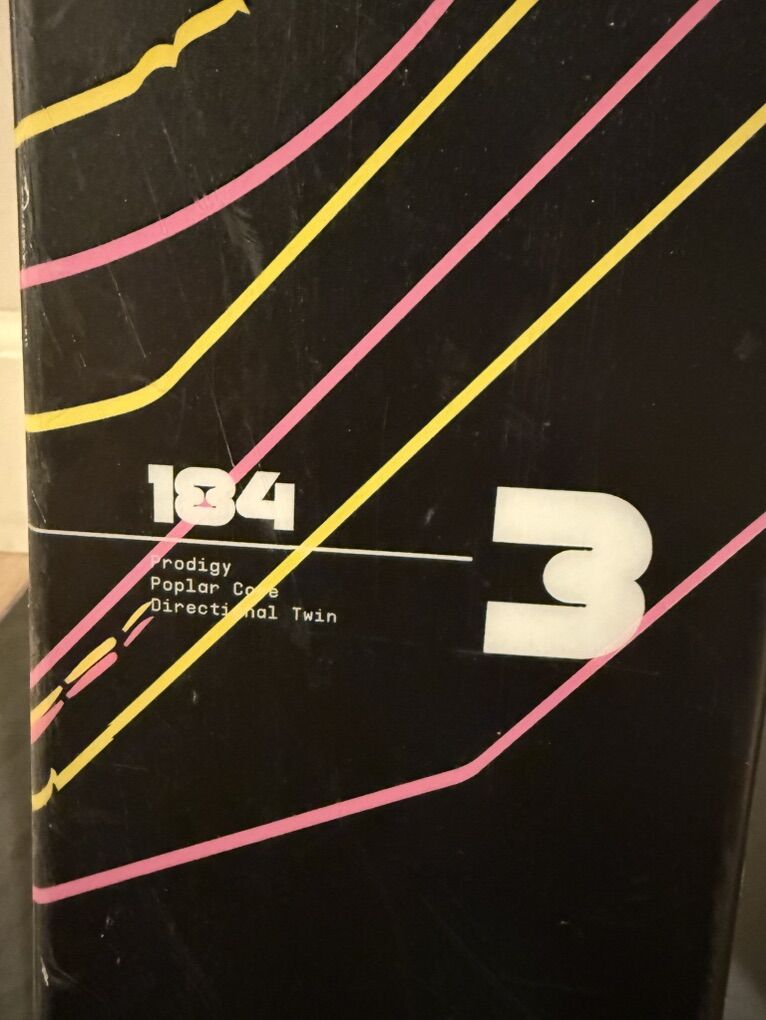 184
3
Prodigy
Poplar Core
Directional Twin